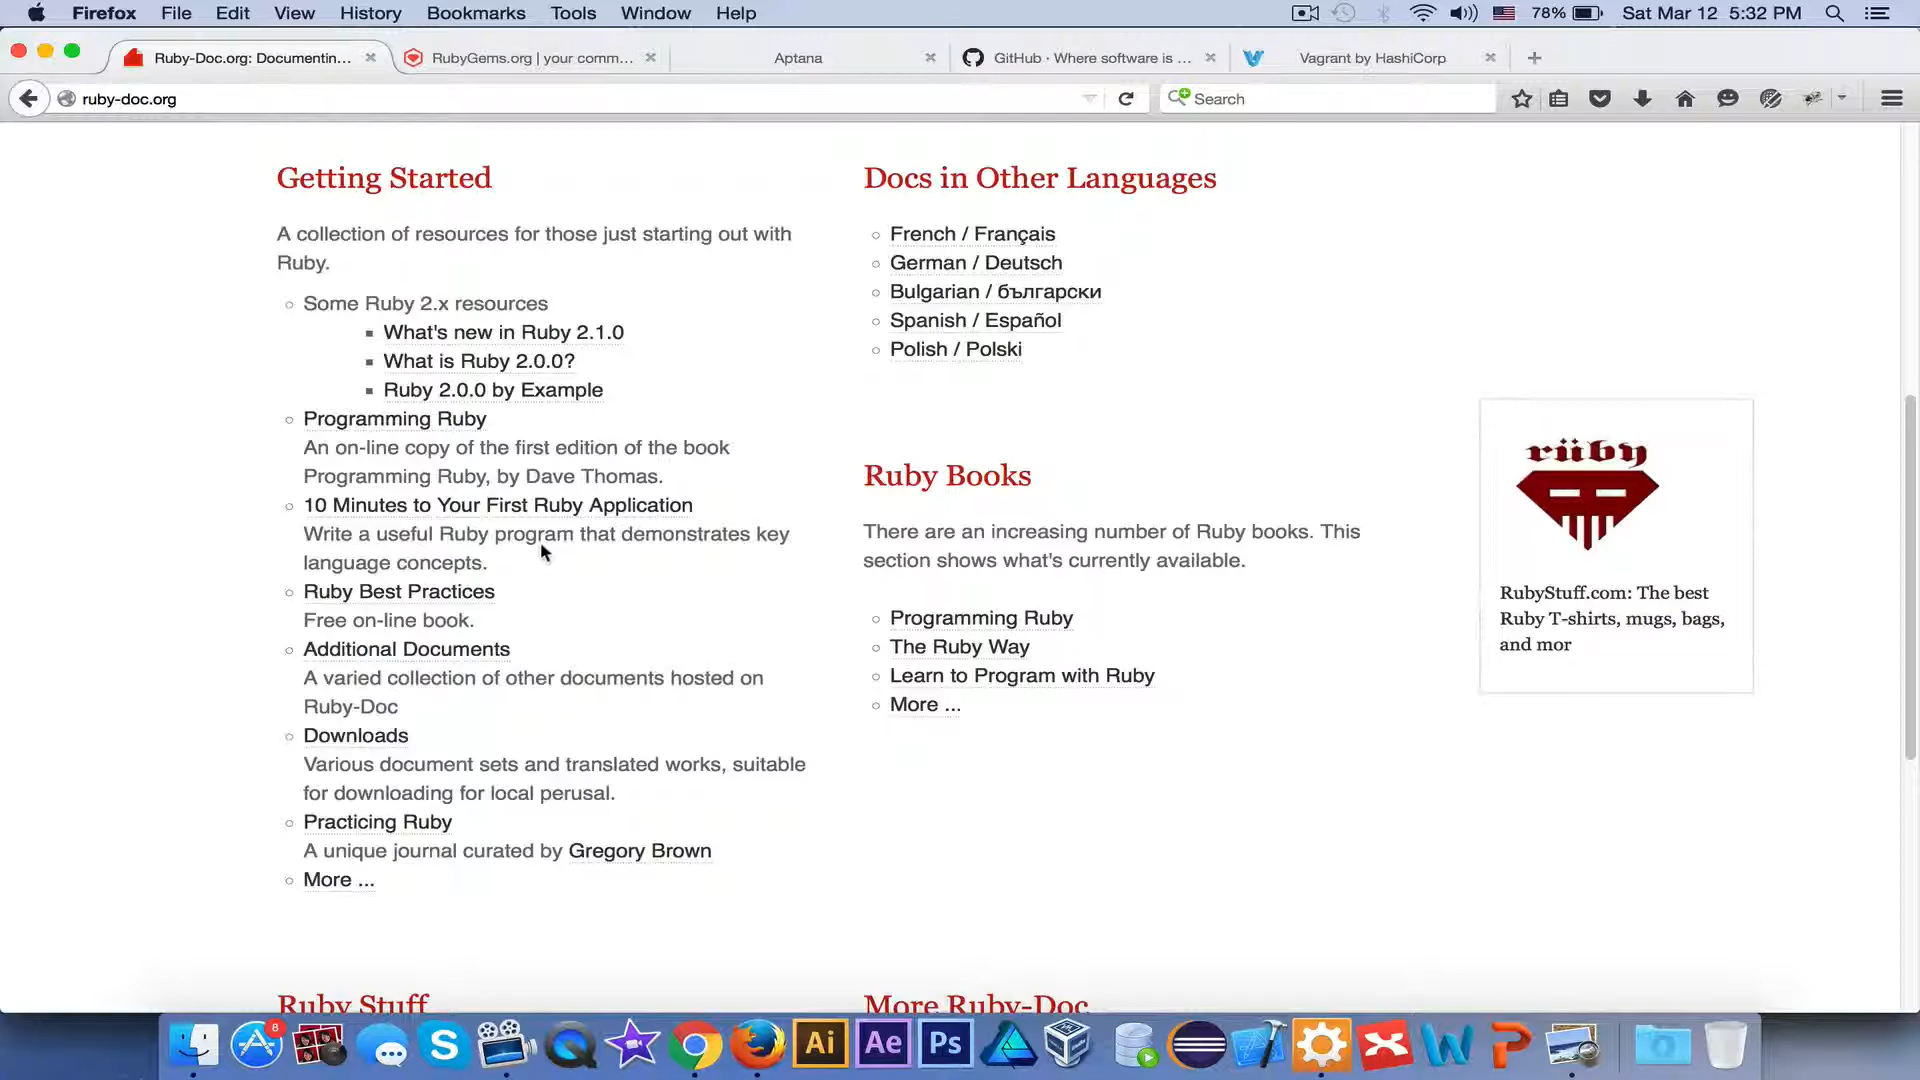 Firefox File Edit View History Bookmarks Tools Window Help 78% Sat Mar 12 5:32 PM
Ruby-Doc.org: Documentin... RubyGems.org | your comm... Aptana GitHub · Where software is ... Vagrant by HashiCorp
ruby-doc.org Search
Getting Started
A collection of resources for those just starting out with
Ruby.
Some Ruby 2.x resources
What's new in Ruby 2.1.0
What is Ruby 2.0.0?
Ruby 2.0.0 by Example
Programming Ruby
An on-line copy of the first edition of the book
Programming Ruby, by Dave Thomas.
10 Minutes to Your First Ruby Application
Write a useful Ruby program that demonstrates key
language concepts.
Ruby Best Practices
Free on-line book.
Additional Documents
A varied collection of other documents hosted on
Ruby-Doc
Downloads
Various document sets and translated works, suitable
for downloading for local perusal.
Practicing Ruby
A unique journal curated by Gregory Brown
More ...
Docs in Other Languages
French / Français
German / Deutsch
Bulgarian / български
Spanish / Español
Polish / Polski
Ruby Books
There are an increasing number of Ruby books. This
section shows what's currently available.
Programming Ruby
The Ruby Way
Learn to Program with Ruby
More ...
rüby
RubyStuff.com: The best
Ruby T-shirts, mugs, bags,
and mor
Ruby Stuff
More Ruby-Doc
8 S Ai Ae Ps W P